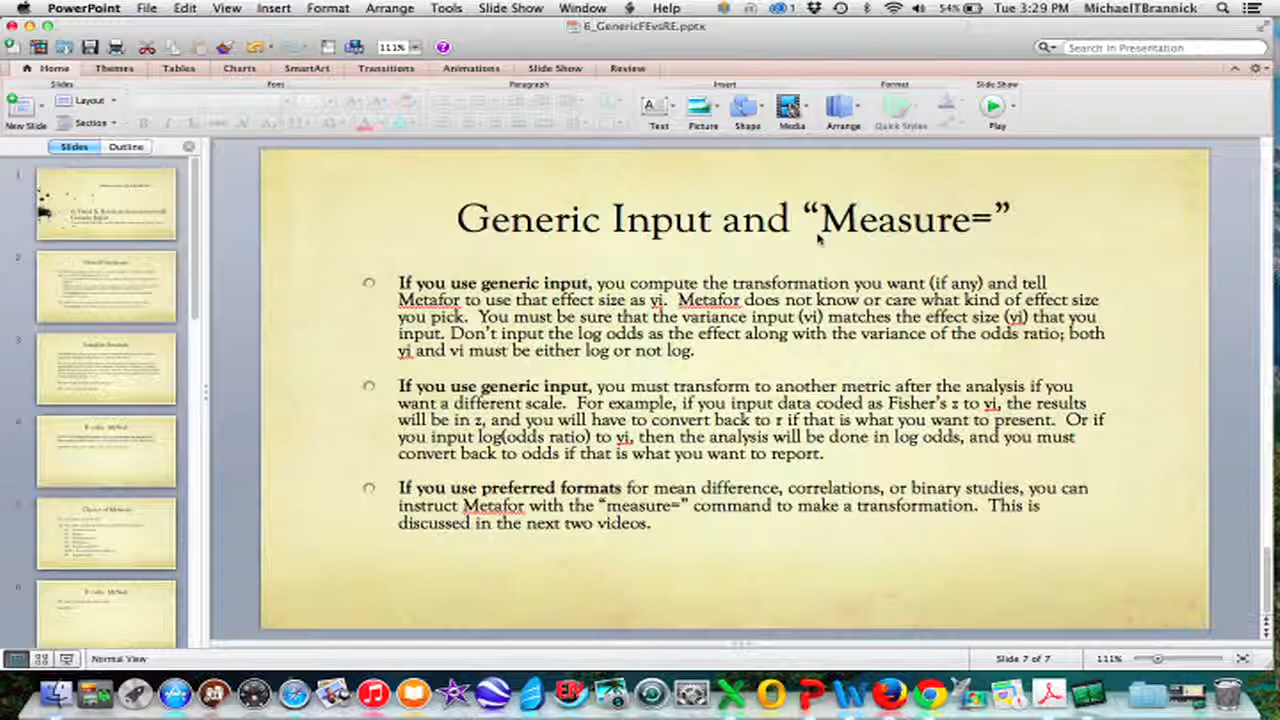 PowerPoint File Edit View Insert Format Arrange Tools Slide Show Window Help 54% Tue 3:29 PM MichaelTBrannick
6_GenericFEvsRE.pptx
111% Search in Presentation
Home Themes Tables Charts SmartArt Transitions Animations Slide Show Review
Slides Font Paragraph Insert Format Slide Show
New Slide Layout Section Text Picture Shape Media Arrange Quick Styles Play
Slides Outline
1
2
3
4
6
Generic Input and “Measure=”
If you use generic input, you compute the transformation you want (if any) and tell
Metafor to use that effect size as yi. Metafor does not know or care what kind of effect size
you pick. You must be sure that the variance input (vi) matches the effect size (yi) that you
input. Don't input the log odds as the effect along with the variance of the odds ratio; both
yi and vi must be either log or not log.
If you use generic input, you must transform to another metric after the analysis if you
want a different scale. For example, if you input data coded as Fisher's z to yi, the results
will be in z, and you will have to convert back to r if that is what you want to present. Or if
you input log(odds ratio) to yi, then the analysis will be done in log odds, and you must
convert back to odds if that is what you want to report.
If you use preferred formats for mean difference, correlations, or binary studies, you can
instruct Metafor with the “measure=” command to make a transformation. This is
discussed in the next two videos.
Normal View Slide 7 of 7 111%